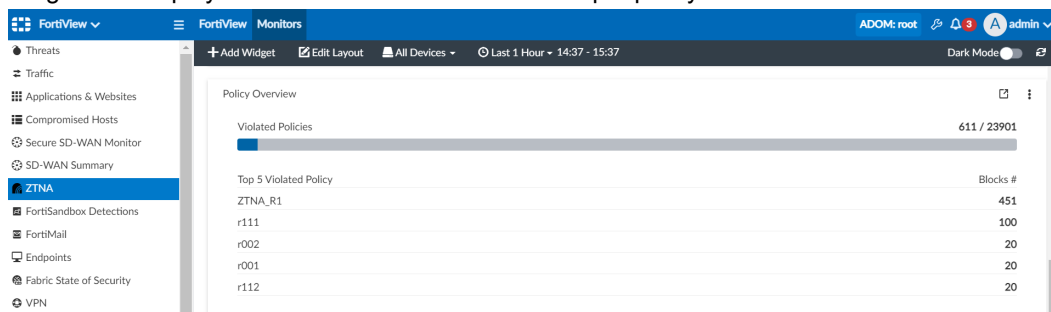 FortiView
FortiView Monitors
ADOM: root
3
A admin
Threats
Traffic
Applications & Websites
Compromised Hosts
Secure SD-WAN Monitor
SD-WAN Summary
ZTNA
FortiSandbox Detections
FortiMail
Endpoints
Fabric State of Security
VPN
Add Widget Edit Layout All Devices Last 1 Hour 14:37 - 15:37
Dark Mode
Policy Overview
Violated Policies 611 / 23901
Top 5 Violated Policy Blocks #
ZTNA_R1 451
r111 100
r002 20
r001 20
r112 20